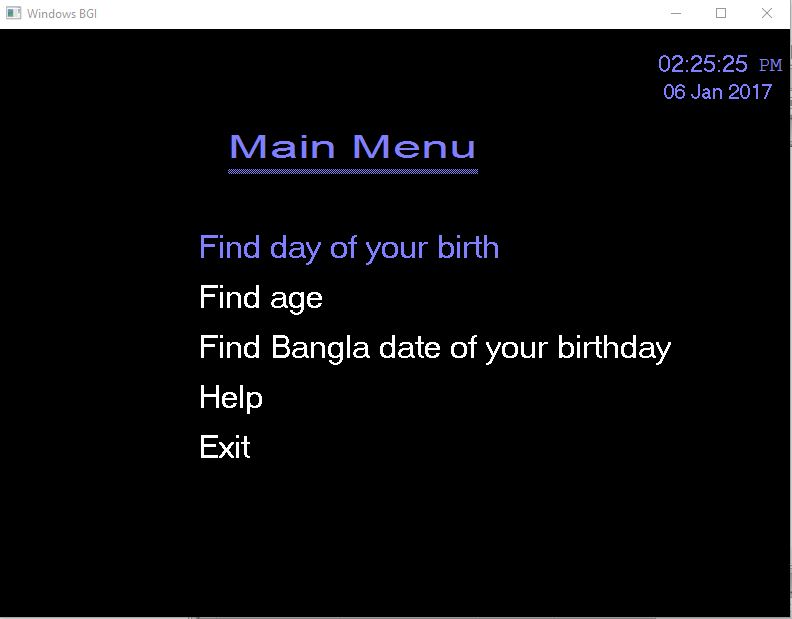 Windows BGI
02:25:25 PM
06 Jan 2017
Main Menu
Find day of your birth
Find age
Find Bangla date of your birthday
Help
Exit